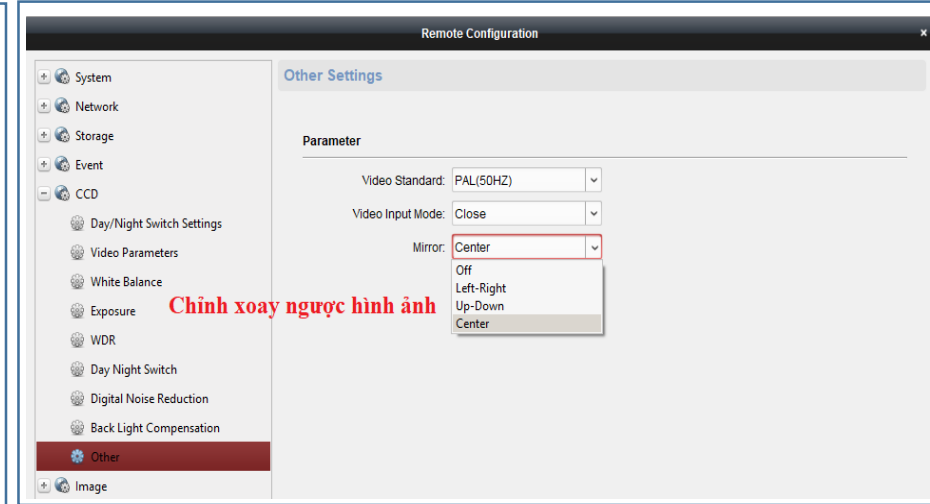 Remote Configuration
×
System
Network
Storage
Event
CCD
Day/Night Switch Settings
Video Parameters
White Balance
Exposure
WDR
Day Night Switch
Digital Noise Reduction
Back Light Compensation
Other
Image
Other Settings
Parameter
Video Standard: PAL(50HZ)
Video Input Mode: Close
Mirror: Center
Off
Left-Right
Up-Down
Center
Chỉnh xoay ngược hình ảnh